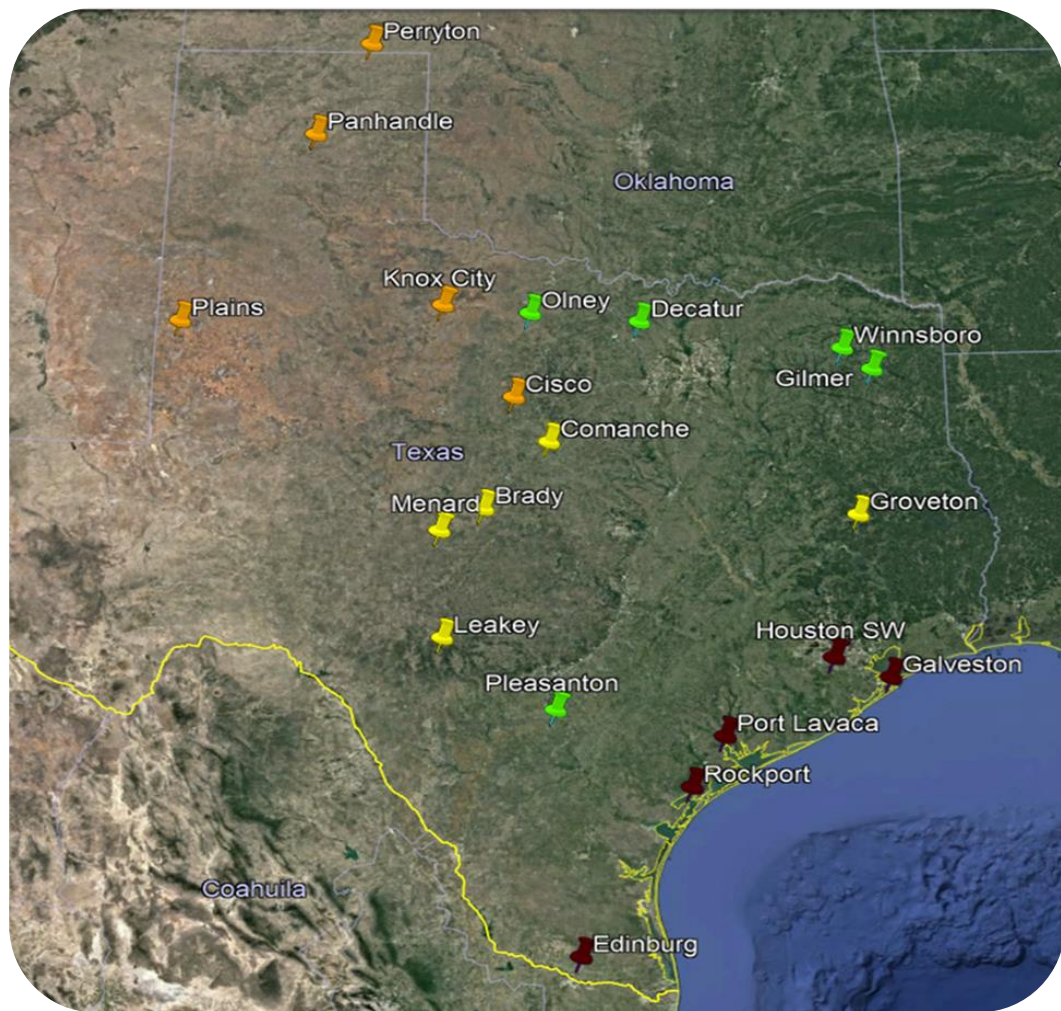 Perryton
Panhandle
Oklahoma
Knox City
Plains
Olney
Decatur
Winnsboro
Gilmer
Cisco
Comanche
Texas
Menard
Brady
Groveton
Leakey
Houston SW
Galveston
Pleasanton
Port Lavaca
Rockport
Coahuila
Edinburg